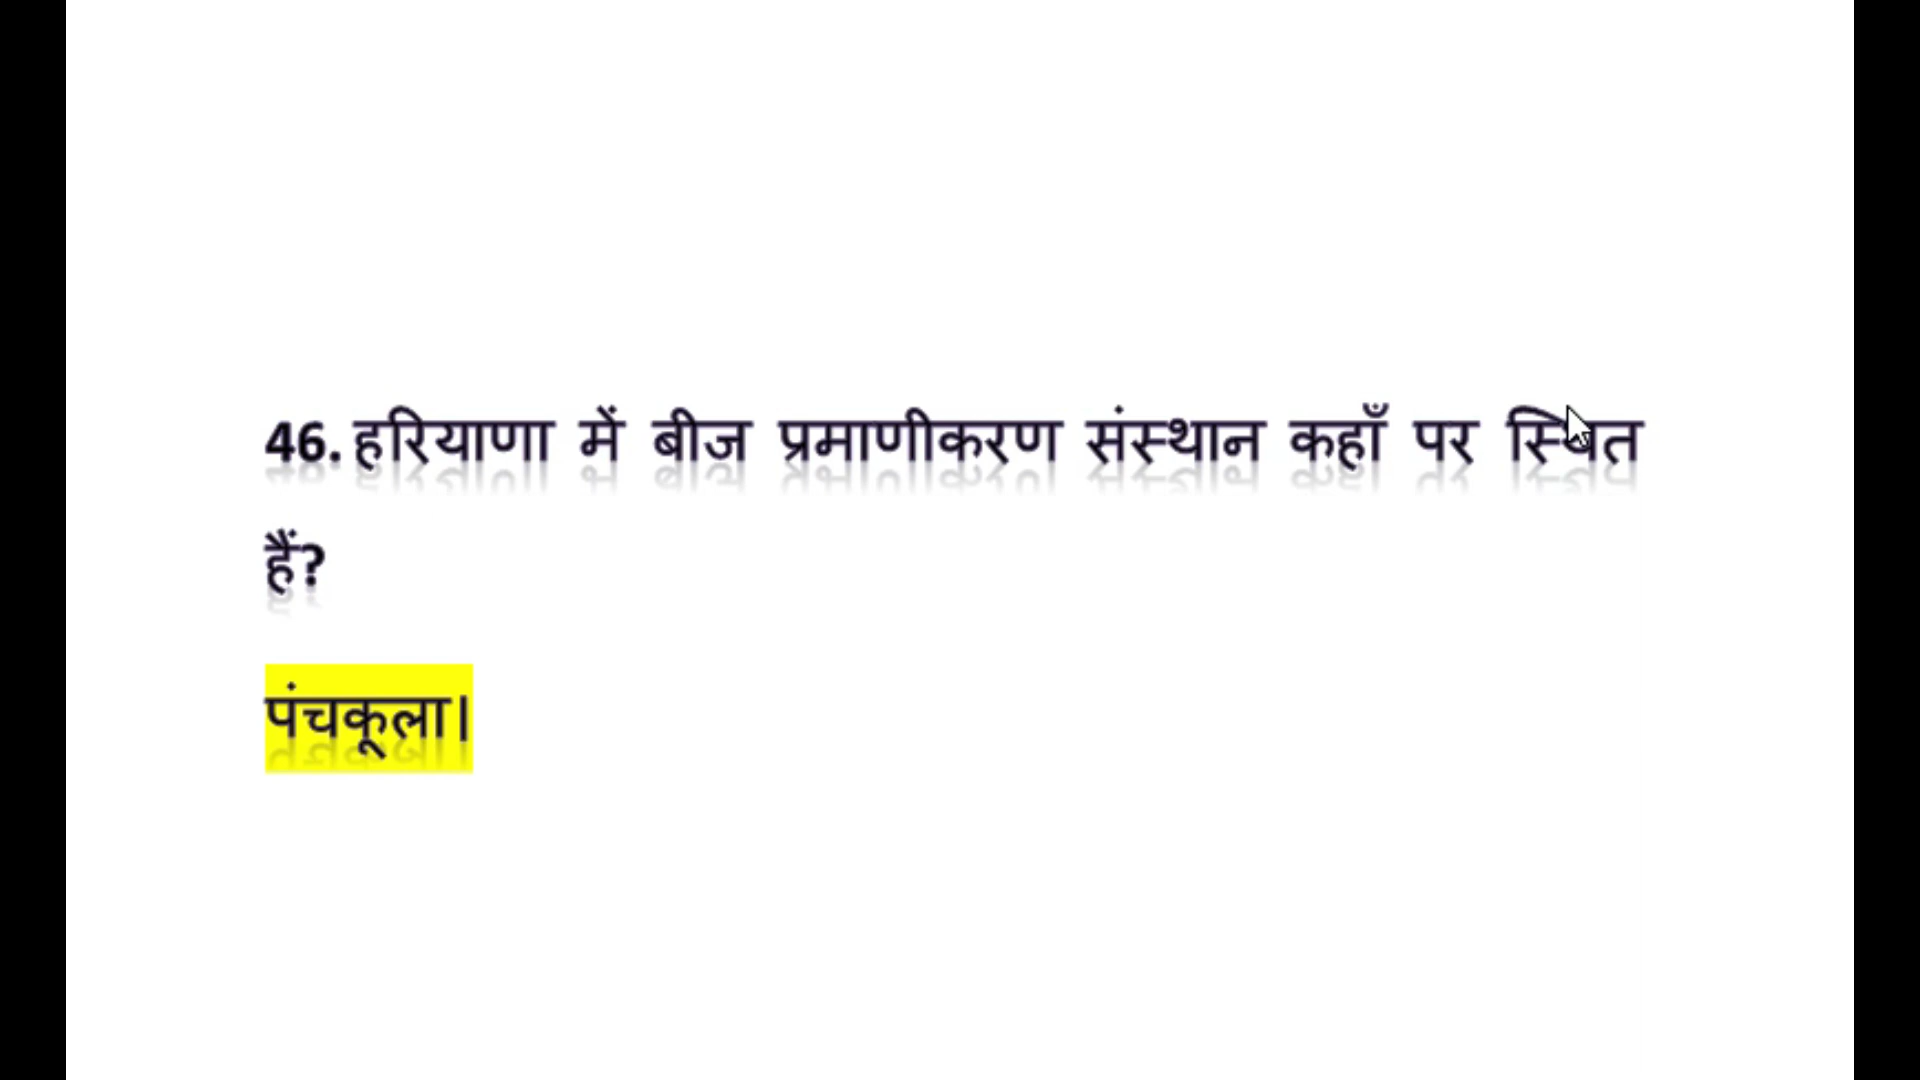 46. हरियाणा में बीज प्रमाणीकरण संस्थान कहाँ पर स्थित
हैं?
पंचकूला।